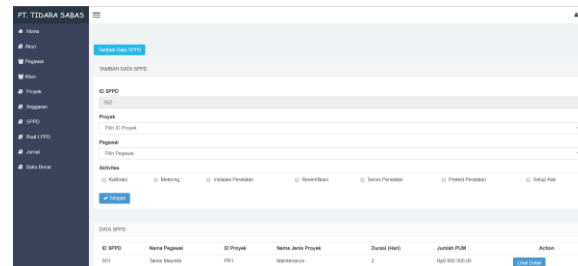 PT. TIDARA SABAS
Home
Akun
Pegawai
Klien
Proyek
Anggaran
SPPD
Buat LPPD
Jurnal
Buku Besar
Tambah Data SPPD
TAMBAH DATA SPPD
ID SPPD
S02
Proyek
Pilih ID Proyek
Pegawai
Pilih Pegawai
Aktivitas
Kalibrasi Metering Instalasi Peralatan Resertifikasi Servis Peralatan Pretest Peralatan Setup Alat
Simpan
DATA SPPD
ID SPPD Nama Pegawai ID Proyek Nama Jenis Proyek Durasi (Hari) Jumlah PUM Action
S01 PR1 Maintenance 2 Lihat Detail